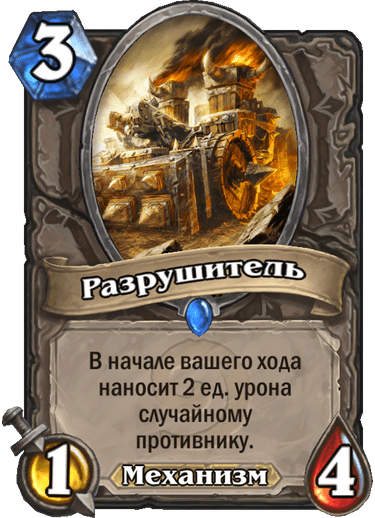 3
Разрушитель
В начале вашего хода
наносит 2 ед. урона
случайному
противнику.
1
Механизм
4